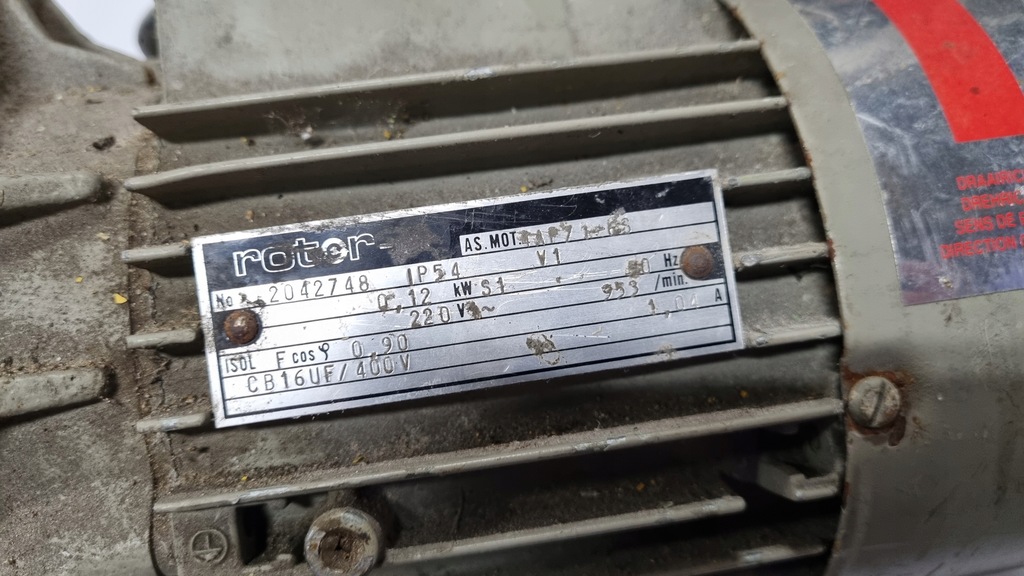 rotor
AS. MOT.
No 2042748 IP54 V1
0,12 kW S1 50 Hz
220 V ~ 953 /min.
ISOL F cos φ 0,90 1,04 A
CB16UF/400V